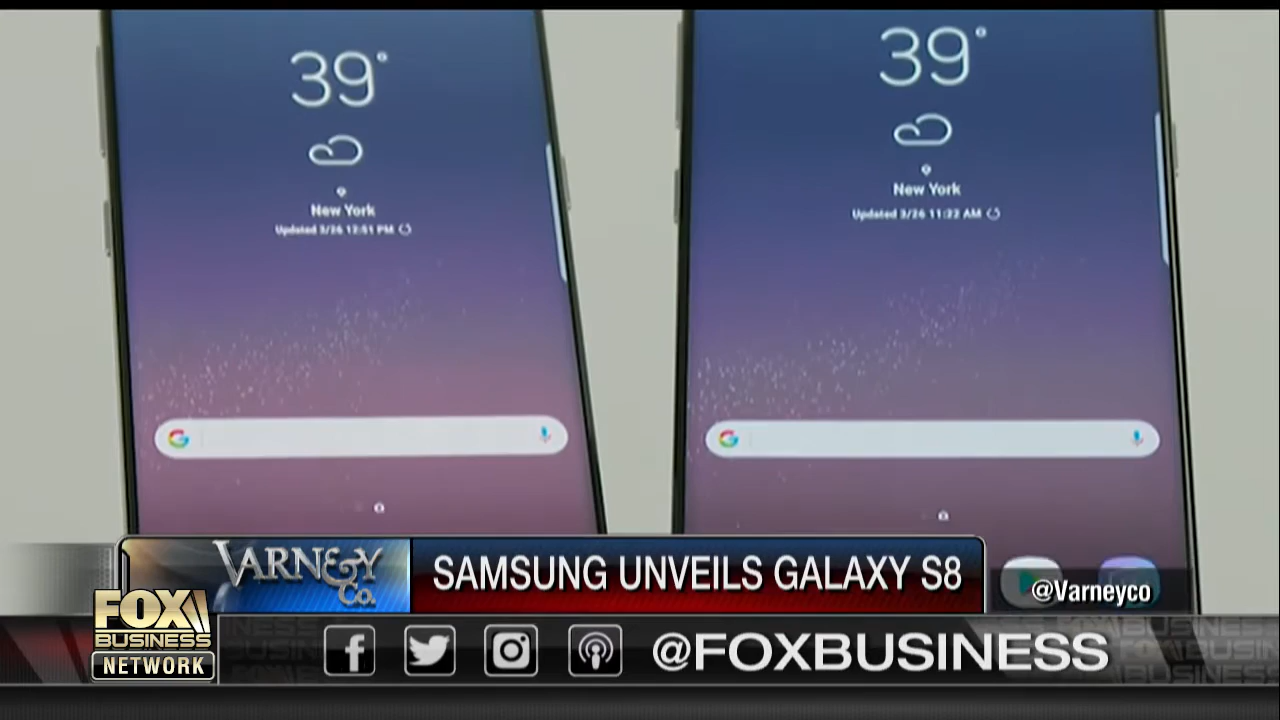 39°
New York
Updated 3/26 12:51 PM
39°
New York
Updated 3/26 11:22 AM
VARNEY
& Co.
SAMSUNG UNVEILS GALAXY S8
@Varneyco
FOX
BUSINESS
NETWORK
@FOXBUSINESS